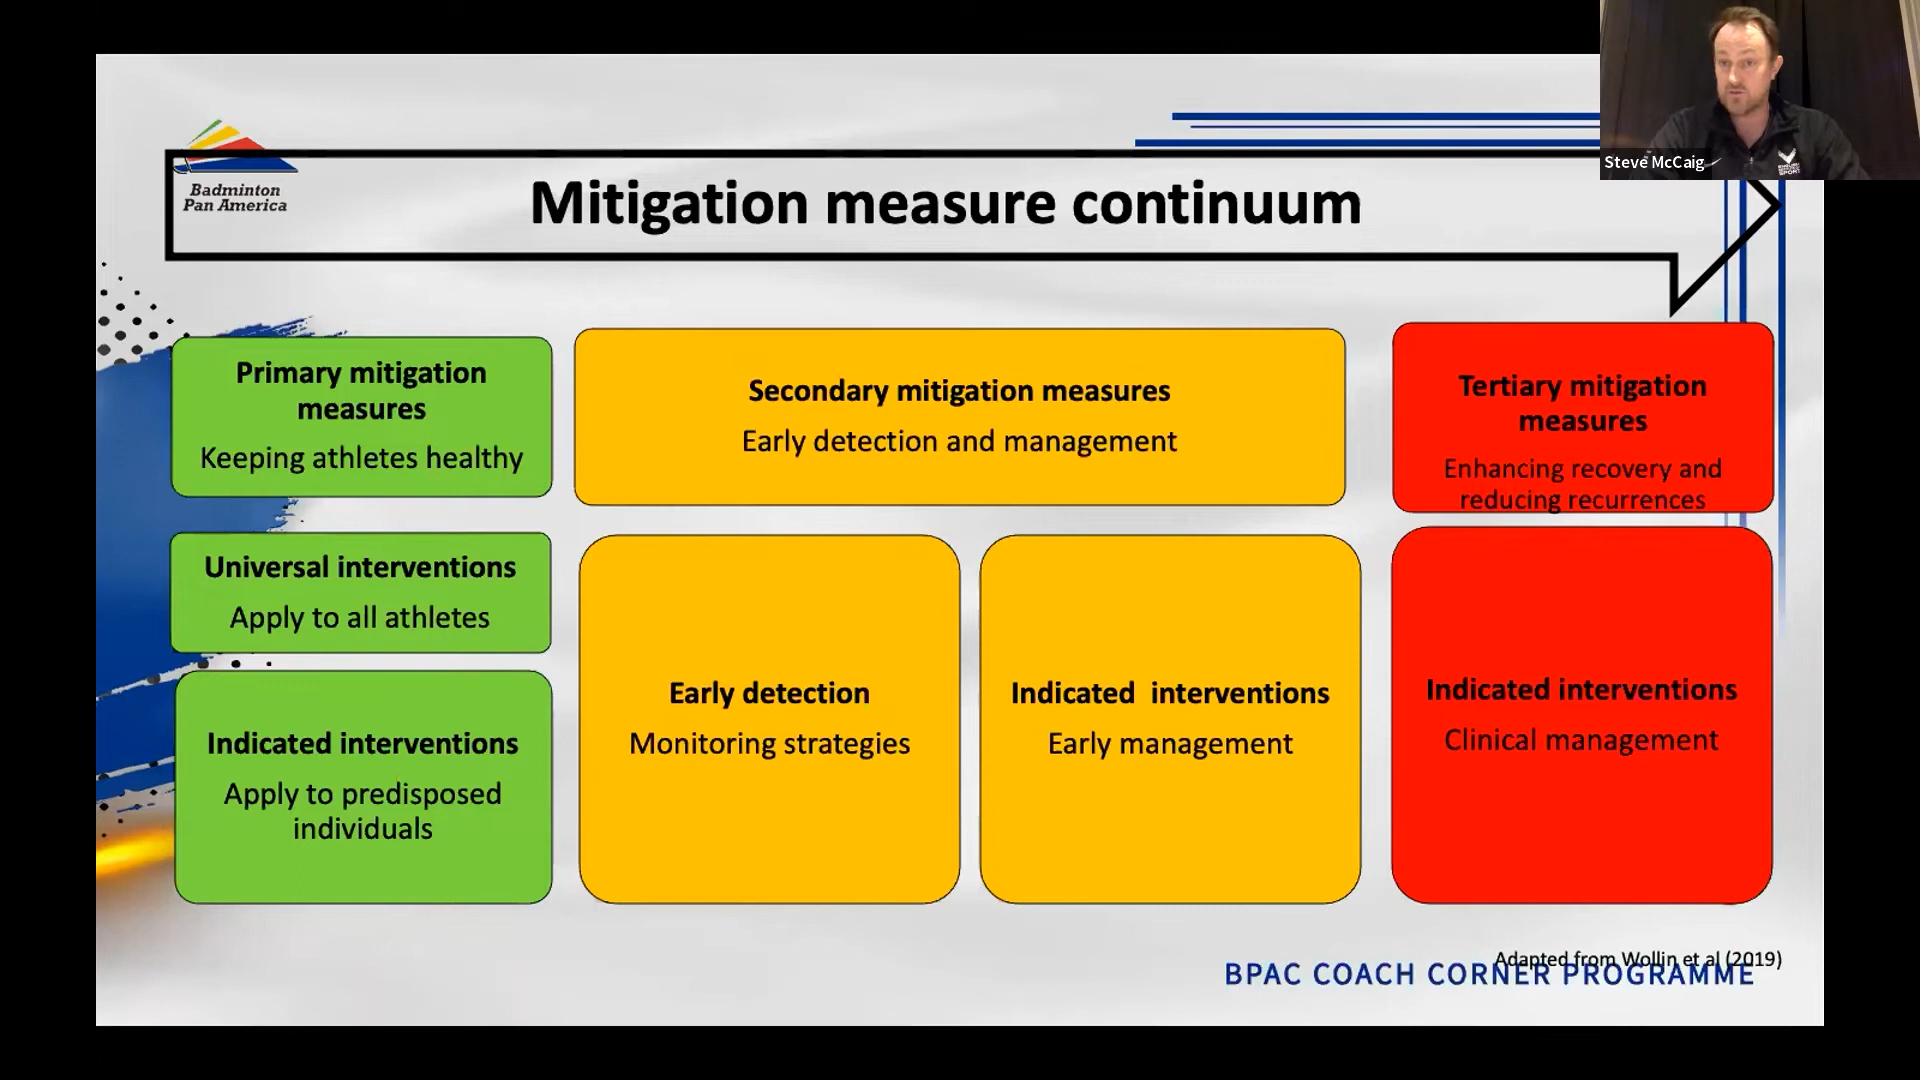 Steve McCaig
Badminton
Pan America
Mitigation measure continuum
Primary mitigation
measures
Keeping athletes healthy
Secondary mitigation measures
Early detection and management
Tertiary mitigation
measures
Enhancing recovery and
reducing recurrences
Universal interventions
Apply to all athletes
Indicated interventions
Apply to predisposed
individuals
Early detection
Monitoring strategies
Indicated interventions
Early management
Indicated interventions
Clinical management
Adapted from Wollin et al (2019)
BPAC COACH CORNER PROGRAMME